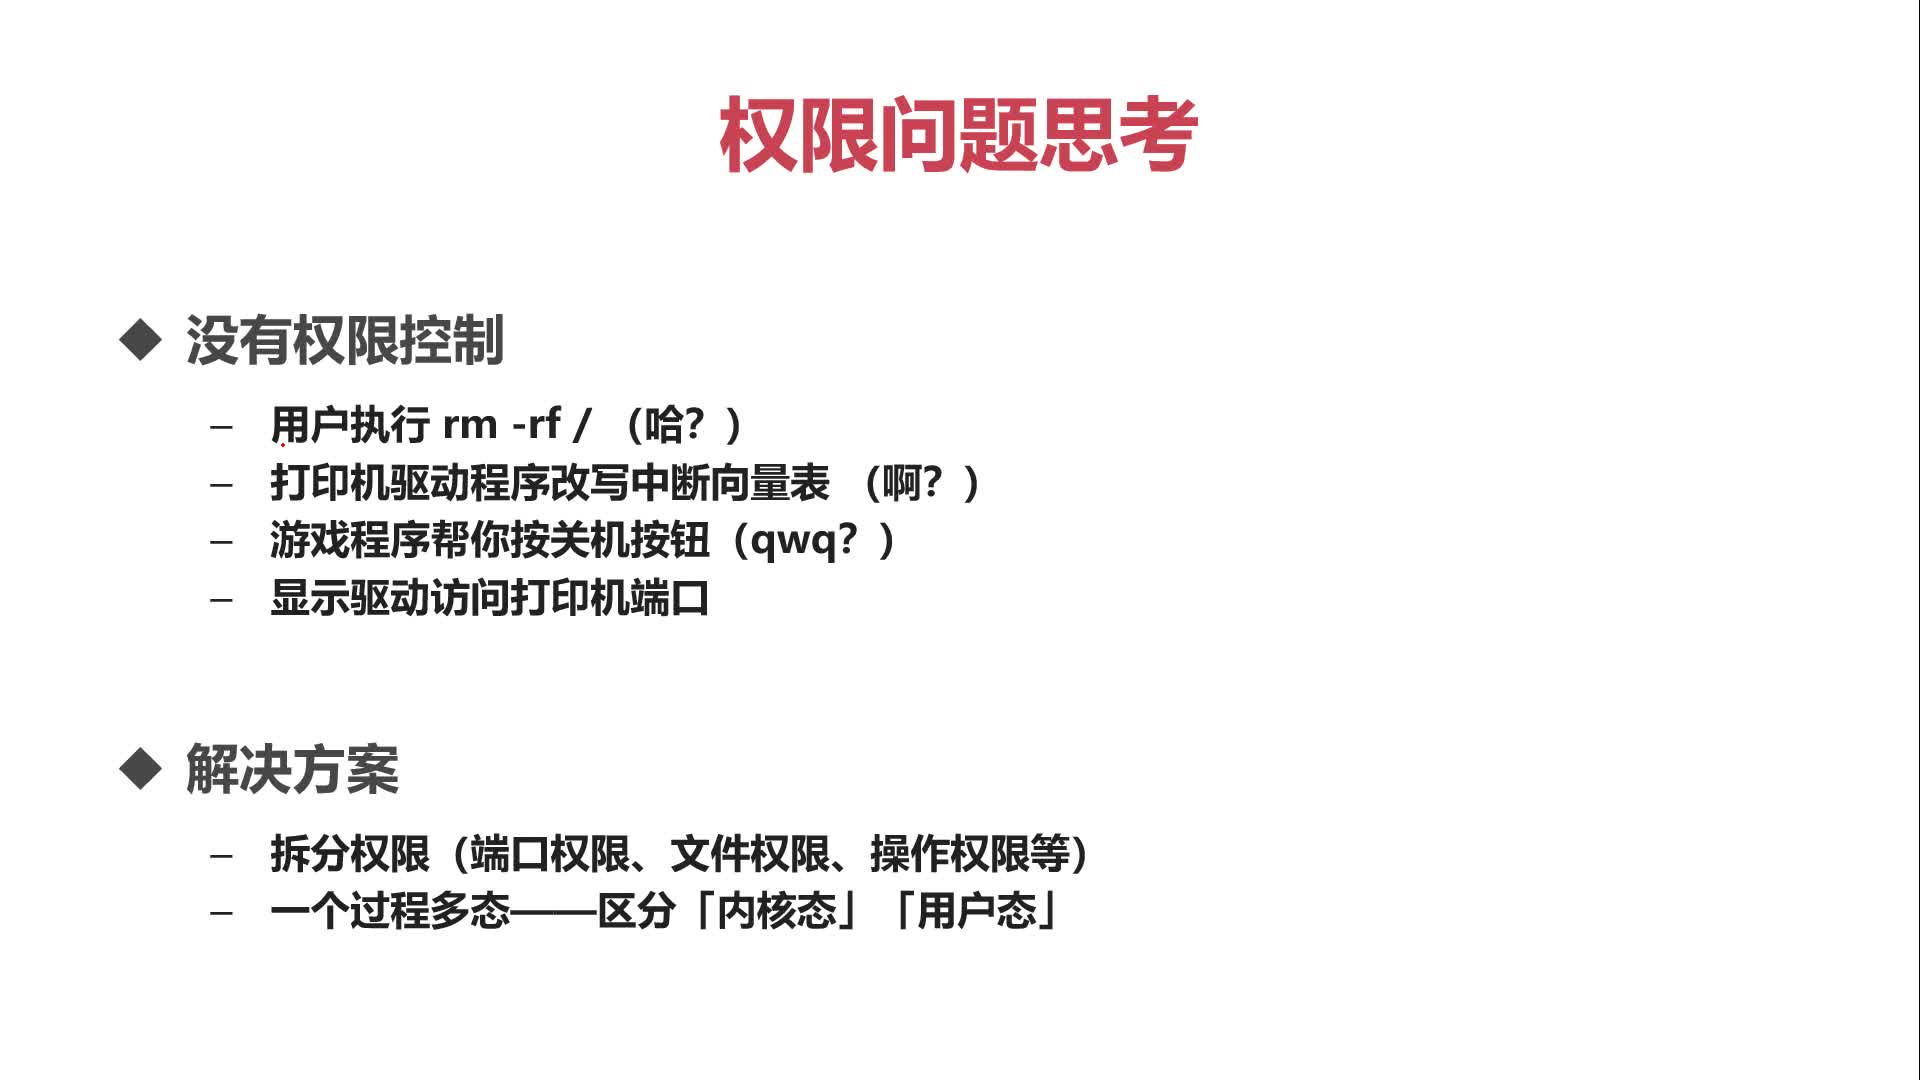 权限问题思考
◆ 没有权限控制
– 用户执行 rm -rf / （哈？）
– 打印机驱动程序改写中断向量表 （啊？）
– 游戏程序帮你按关机按钮（qwq？）
– 显示驱动访问打印机端口
◆ 解决方案
– 拆分权限（端口权限、文件权限、操作权限等）
– 一个过程多态——区分「内核态」「用户态」